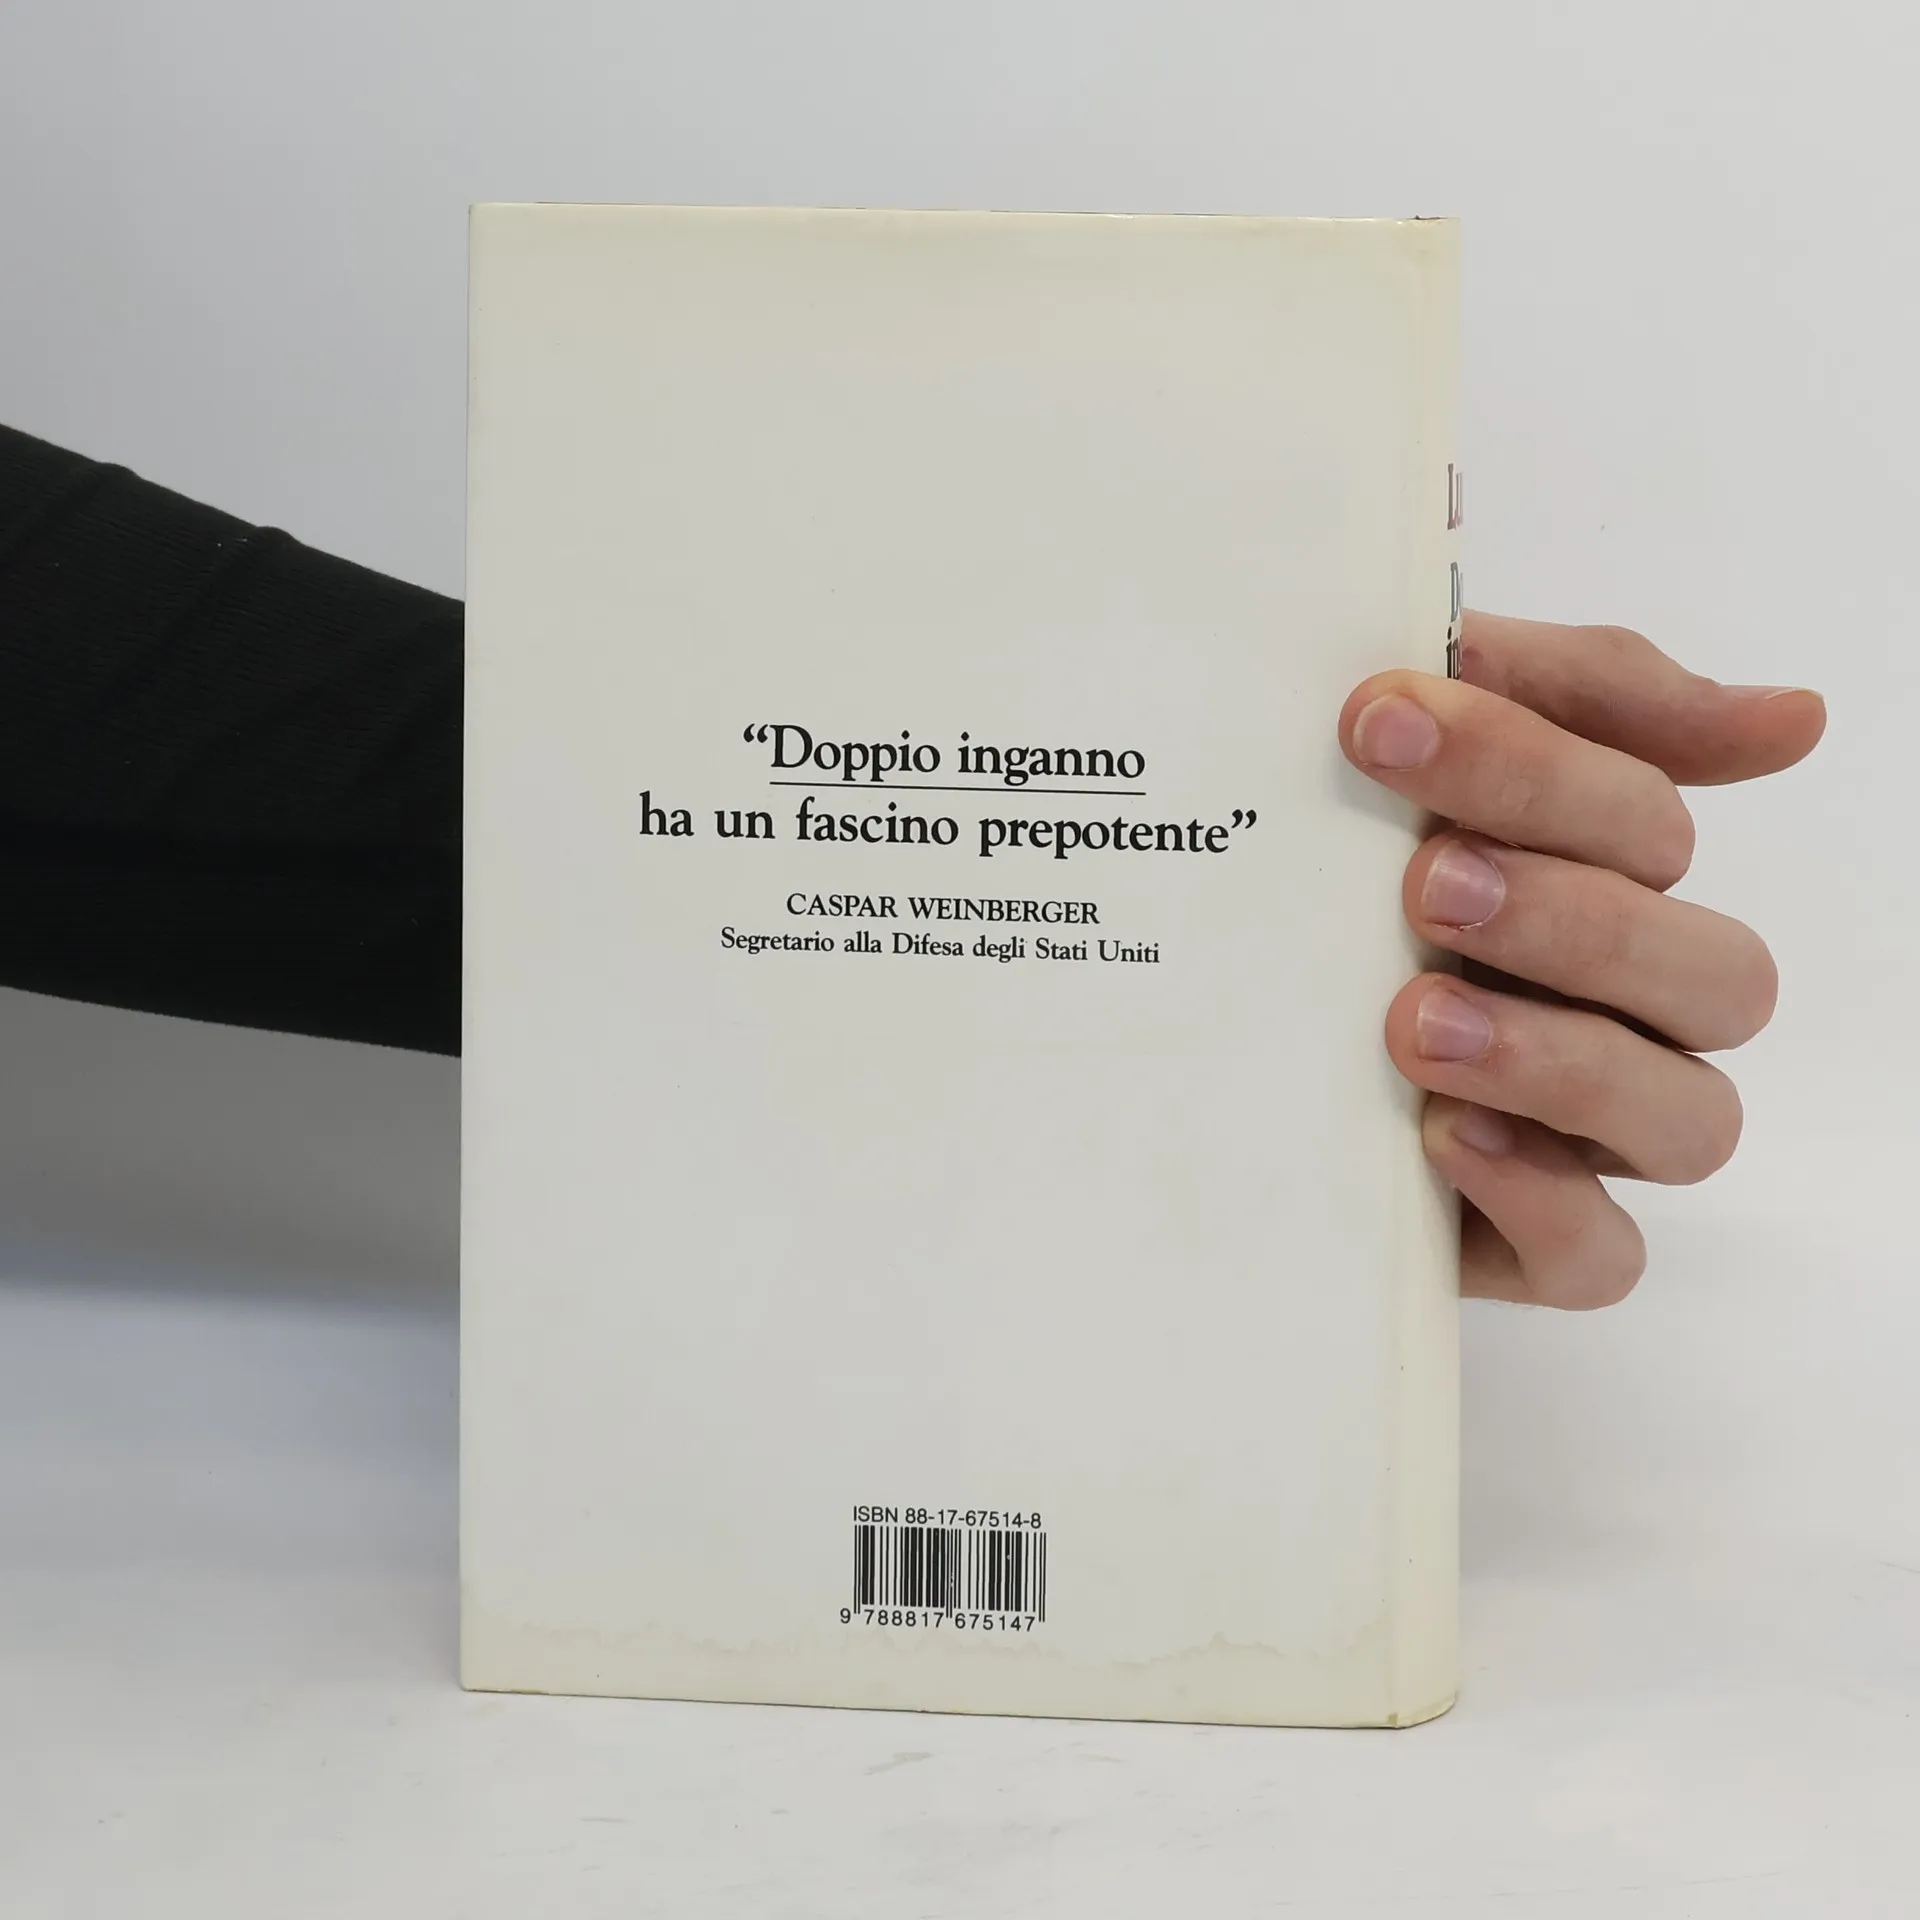 “Doppio inganno
ha un fascino prepotente”
CASPAR WEINBERGER
Segretario alla Difesa degli Stati Uniti
ISBN 88-17-67514-8
9 788817 675147